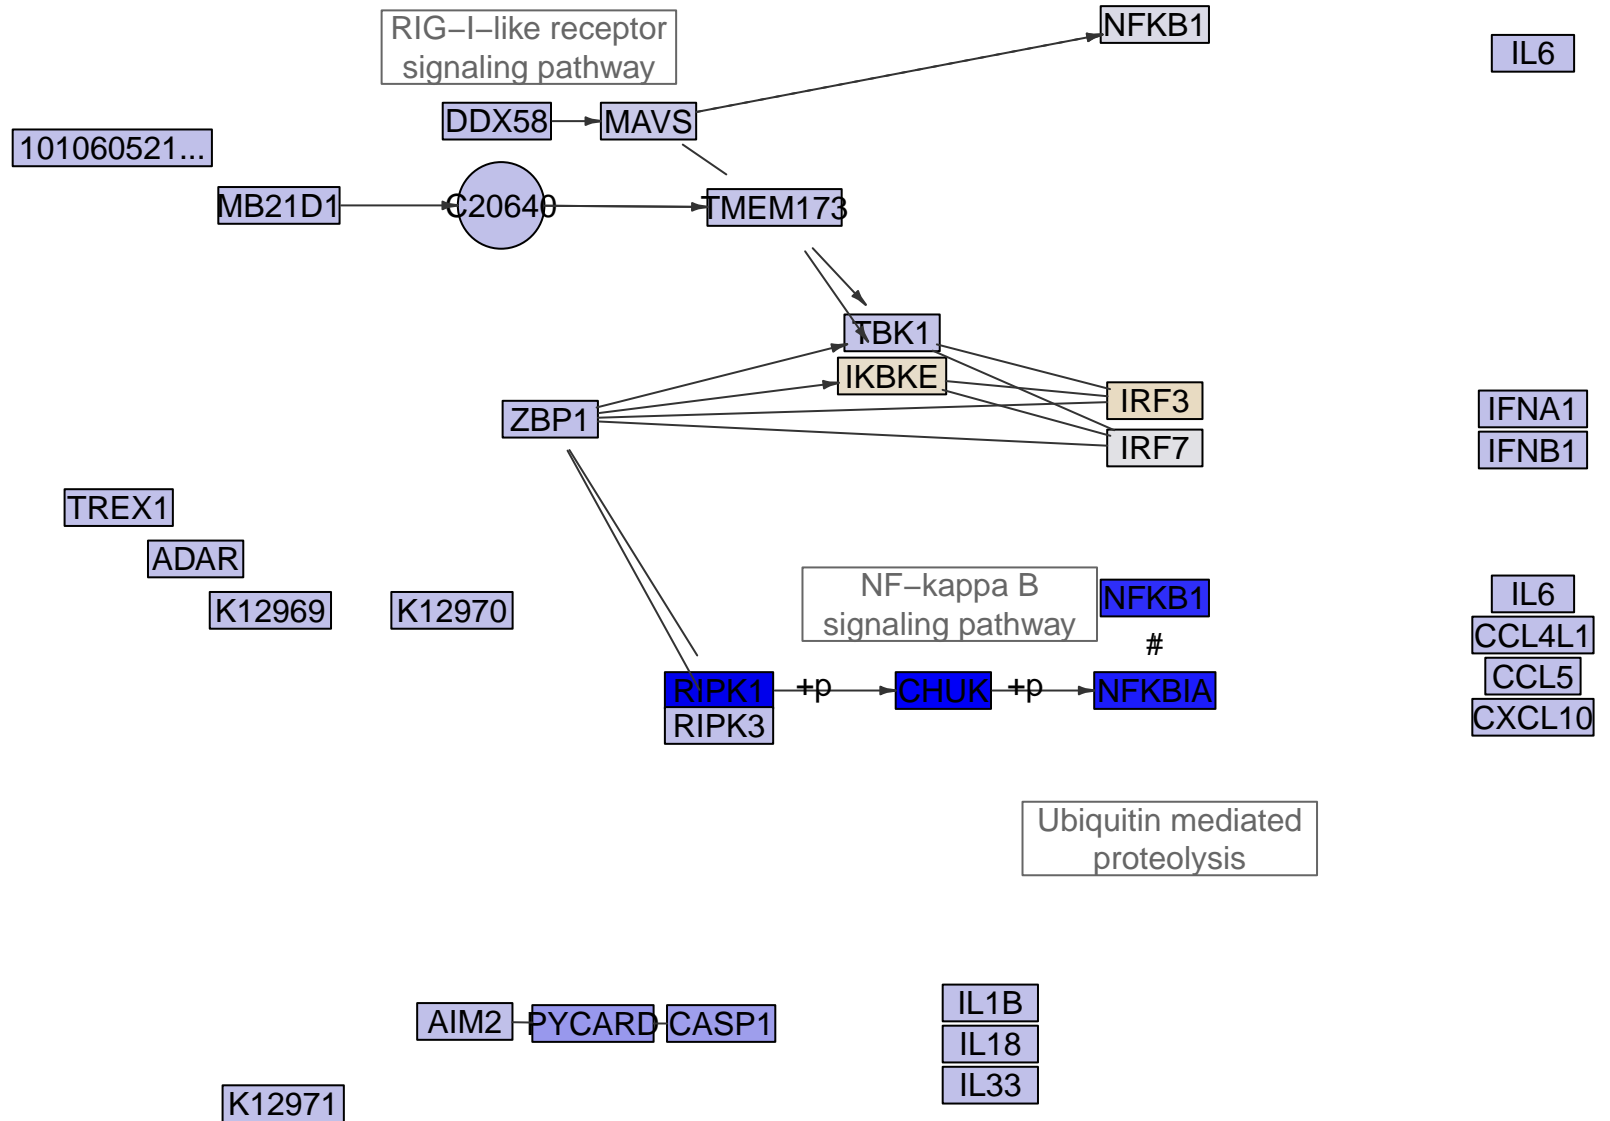 RIG−I−like receptor
signaling pathway
NFKB1
IL6
DDX58
MAVS
101060521...
MB21D1
C20640
TMEM173
TBK1
IKBKE
IRF3
ZBP1
IRF7
IFNA1
IFNB1
TREX1
ADAR
K12969
K12970
NF−kappa B
signaling pathway
NFKB1
#
IL6
CCL4L1
CCL5
CXCL10
RIPK1
+p
CHUK
+p
NFKBIA
RIPK3
Ubiquitin mediated
proteolysis
AIM2
PYCARD
CASP1
IL1B
IL18
IL33
K12971